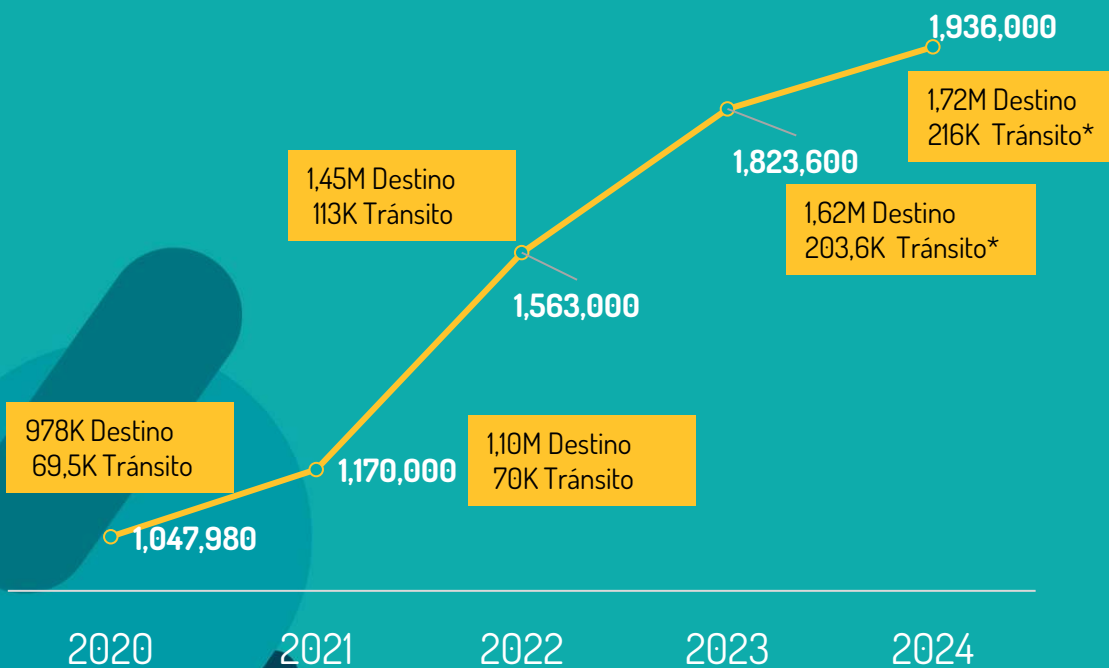 1,936,000
1,72M Destino
216K Tránsito*
1,823,600
1,62M Destino
203,6K Tránsito*
1,45M Destino
113K Tránsito
1,563,000
978K Destino
69,5K Tránsito
1,047,980
1,170,000
1,10M Destino
70K Tránsito
2020
2021
2022
2023
2024